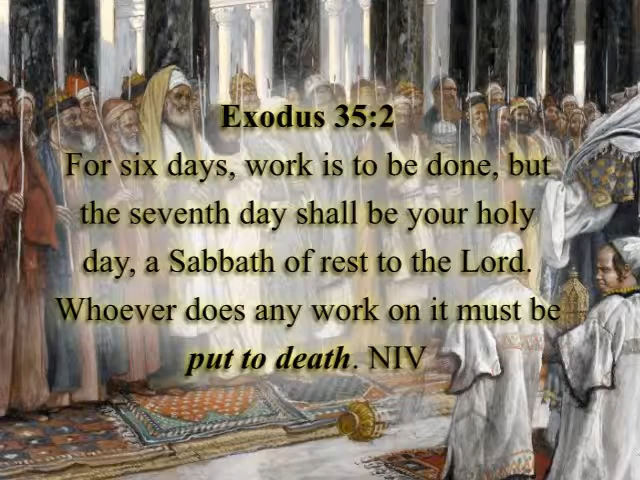 Exodus 35:2
For six days, work is to be done, but
the seventh day shall be your holy
day, a Sabbath of rest to the Lord.
Whoever does any work on it must be
put to death. NIV